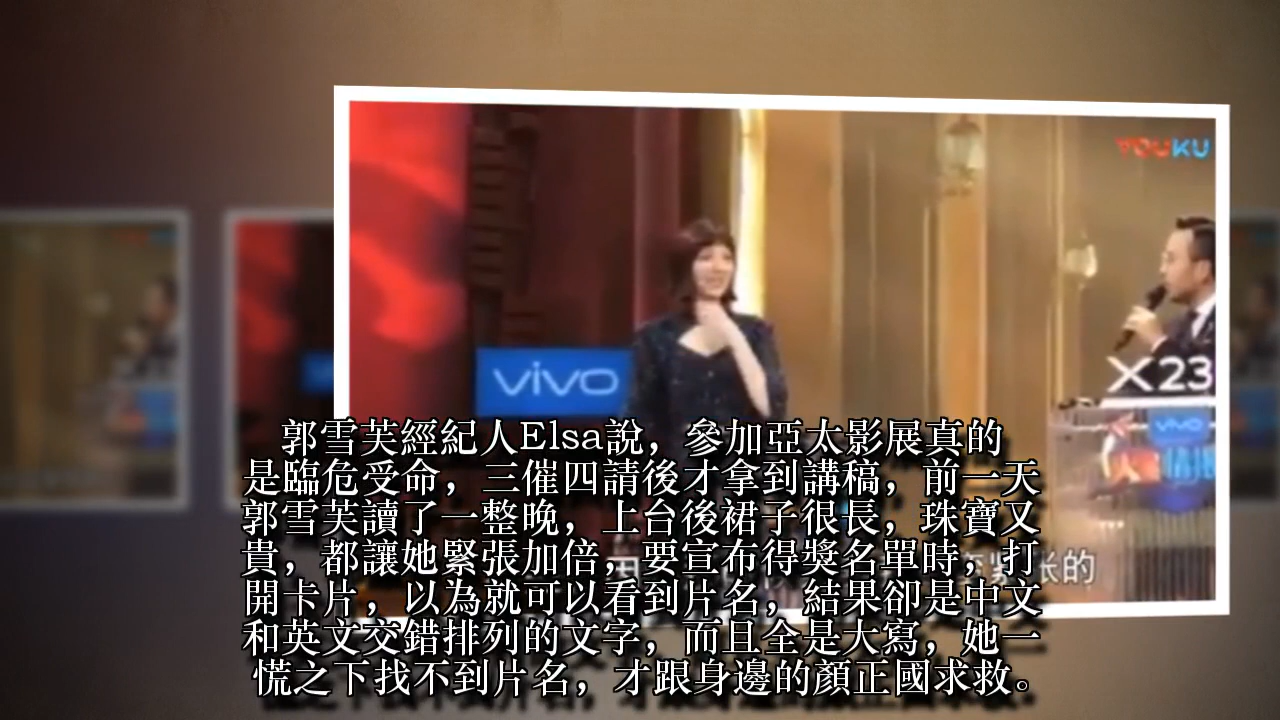 YOUKU
vivo
X23
vivo
郭雪芙經紀人Elsa說，參加亞太影展真的
是臨危受命，三催四請後才拿到講稿，前一天
郭雪芙讀了一整晚，上台後裙子很長，珠寶又
貴，都讓她緊張加倍，要宣布得獎名單時，打
開卡片，以為就可以看到片名，結果卻是中文
和英文交錯排列的文字，而且全是大寫，她一
慌之下找不到片名，才跟身邊的顏正國求救。
张的